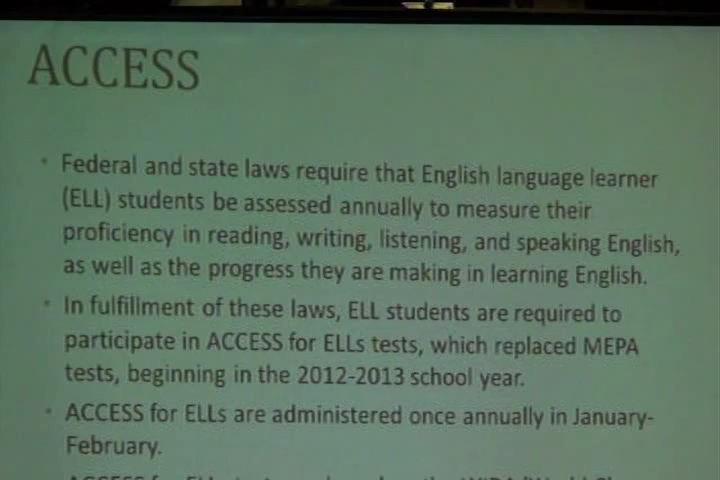 ACCESS
• Federal and state laws require that English language learner
(ELL) students be assessed annually to measure their
proficiency in reading, writing, listening, and speaking English,
as well as the progress they are making in learning English.
• In fulfillment of these laws, ELL students are required to
participate in ACCESS for ELLs tests, which replaced MEPA
tests, beginning in the 2012-2013 school year.
• ACCESS for ELLs are administered once annually in January-
February.